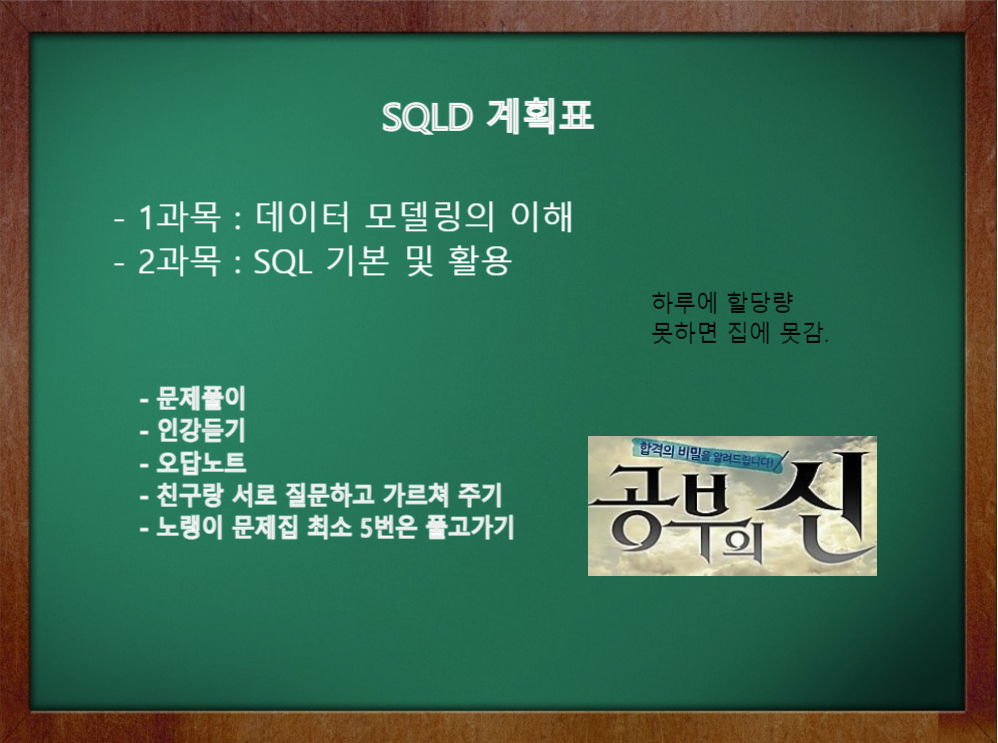 SQLD 계획표
- 1과목 : 데이터 모델링의 이해
- 2과목 : SQL 기본 및 활용
하루에 할당량
못하면 집에 못감.
- 문제풀이
- 인강듣기
- 오답노트
- 친구랑 서로 질문하고 가르쳐 주기
- 노랭이 문제집 최소 5번은 풀고가기
합격의 비밀을 알려드립니다!
공부의 신